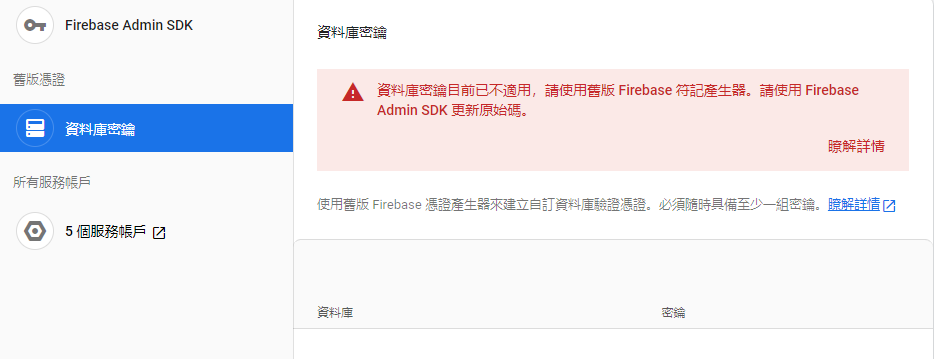 Firebase Admin SDK
舊版憑證
資料庫密鑰
所有服務帳戶
5 個服務帳戶
資料庫密鑰
資料庫密鑰目前已不適用，請使用舊版 Firebase 符記產生器。請使用 Firebase
Admin SDK 更新原始碼。
瞭解詳情
使用舊版 Firebase 憑證產生器來建立自訂資料庫驗證憑證。必須隨時具備至少一組密鑰。瞭解詳情
資料庫 密鑰